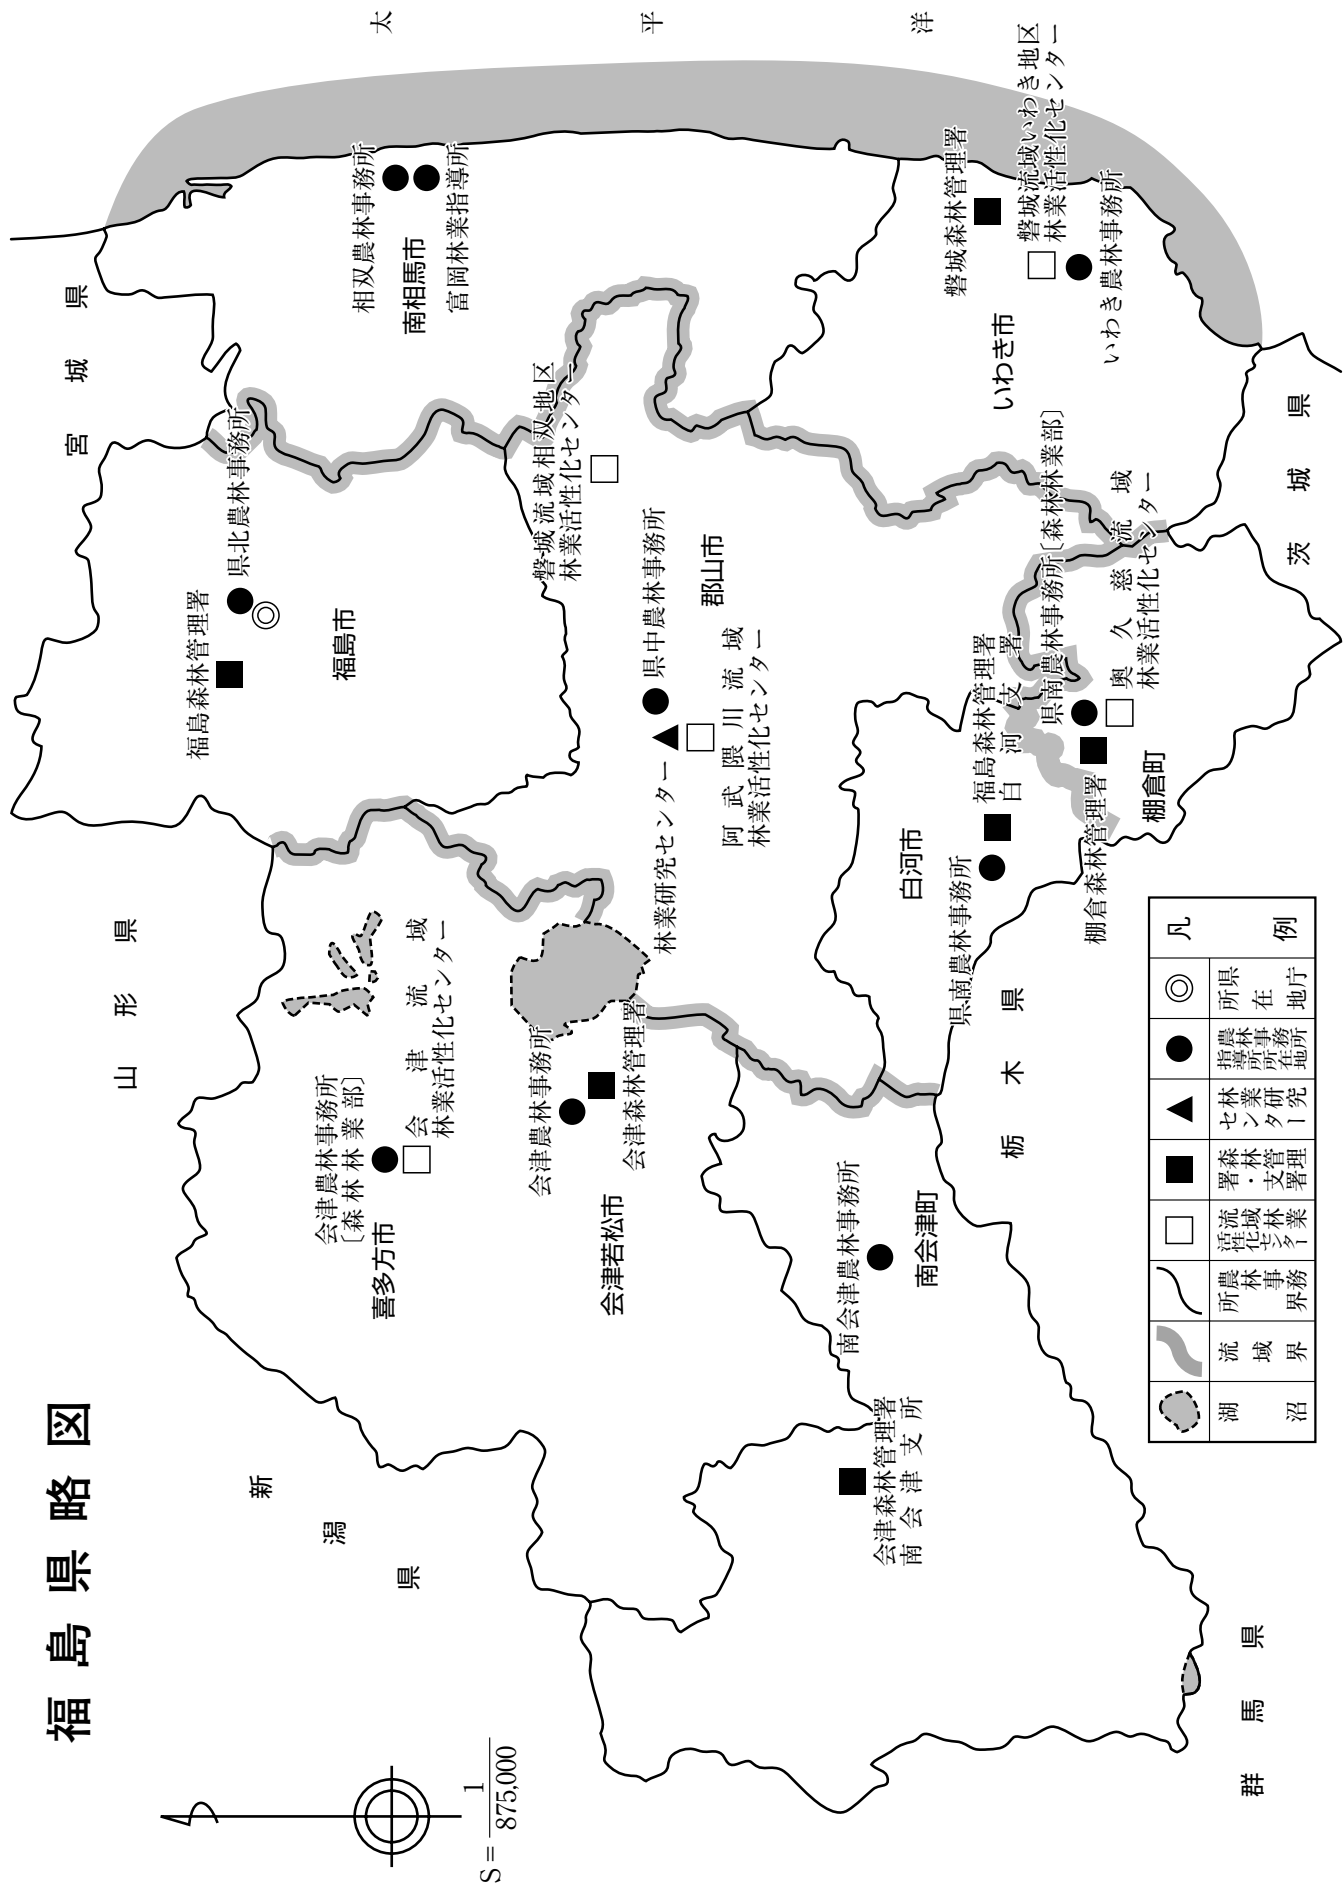 福島県略図
S = 1/875,000
新潟県
山形県
宮城県
太平洋
福島森林管理署
県北農林事務所
福島市
相双農林事務所
南相馬市
富岡林業指導所
会津農林事務所
〔森林林業部〕
喜多方市
会津流域
林業活性化センター
磐城流域相双地区
林業活性化センター
会津農林事務所
会津森林管理署
会津若松市
県中農林事務所
林業研究センター
郡山市
阿武隈川流域
林業活性化センター
南会津農林事務所
南会津町
会津森林管理署
南会津支所
白河市
県南農林事務所
福島森林管理署
白河支署
県南農林事務所〔森林林業部〕
奥久慈流域
林業活性化センター
棚倉森林管理署
棚倉町
磐城森林管理署
磐城流域いわき地区
林業活性化センター
いわき農林事務所
いわき市
栃木県
茨城県
群馬県
凡例
県庁所在地
農林事務所
指導所所在地
林業研究センター
森林管理署・支署
流域林業活性化センター
農林事務所界
流域界
湖沼